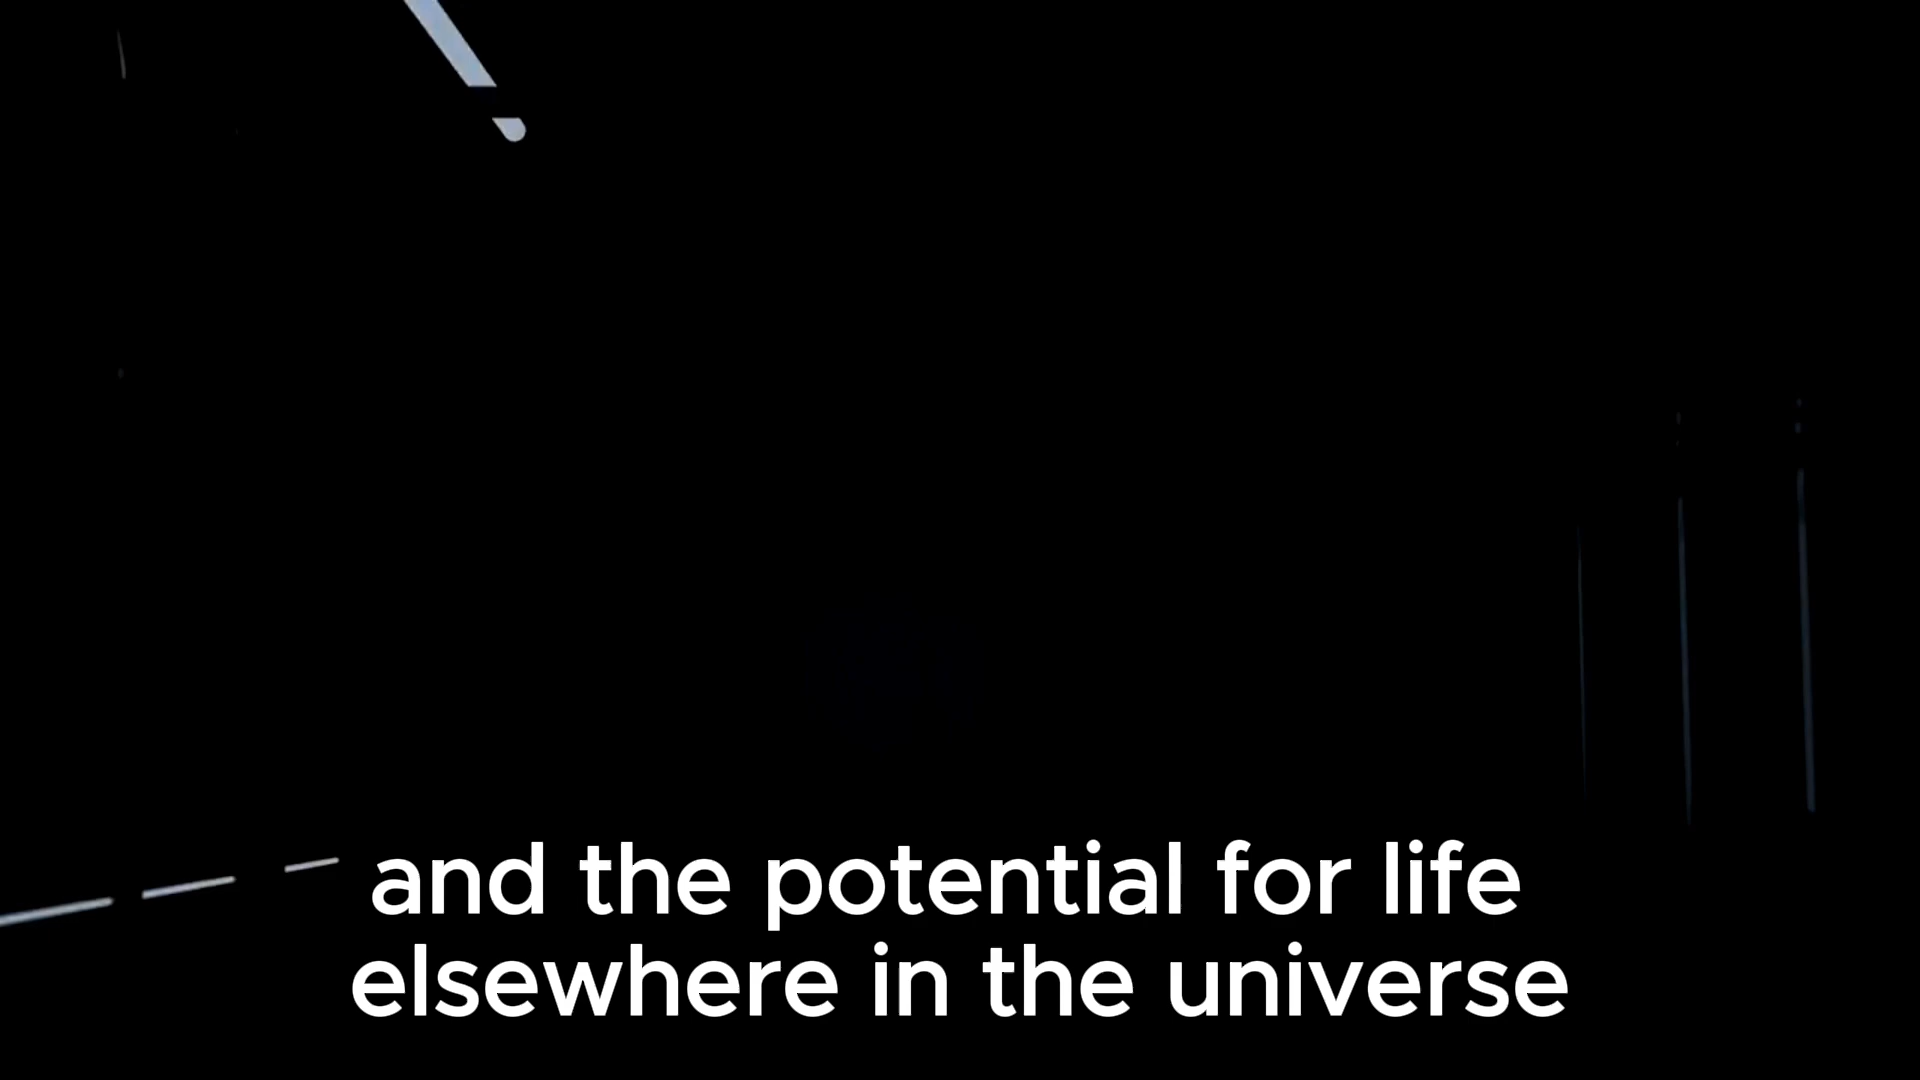 and the potential for life
elsewhere in the universe